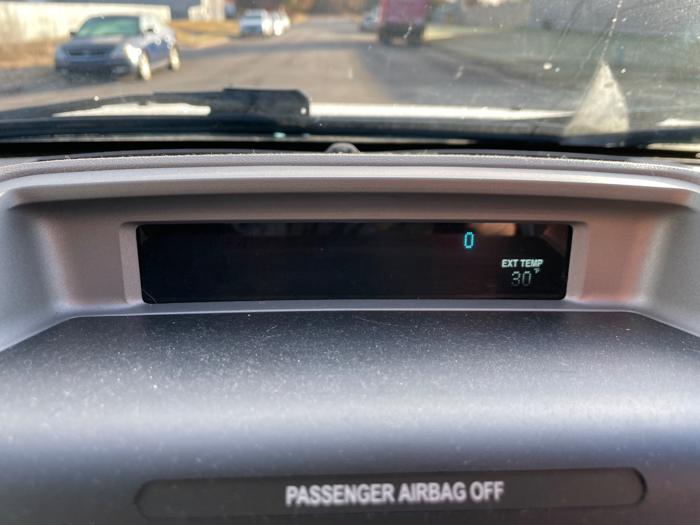 0
EXT TEMP
30°F
PASSENGER AIRBAG OFF